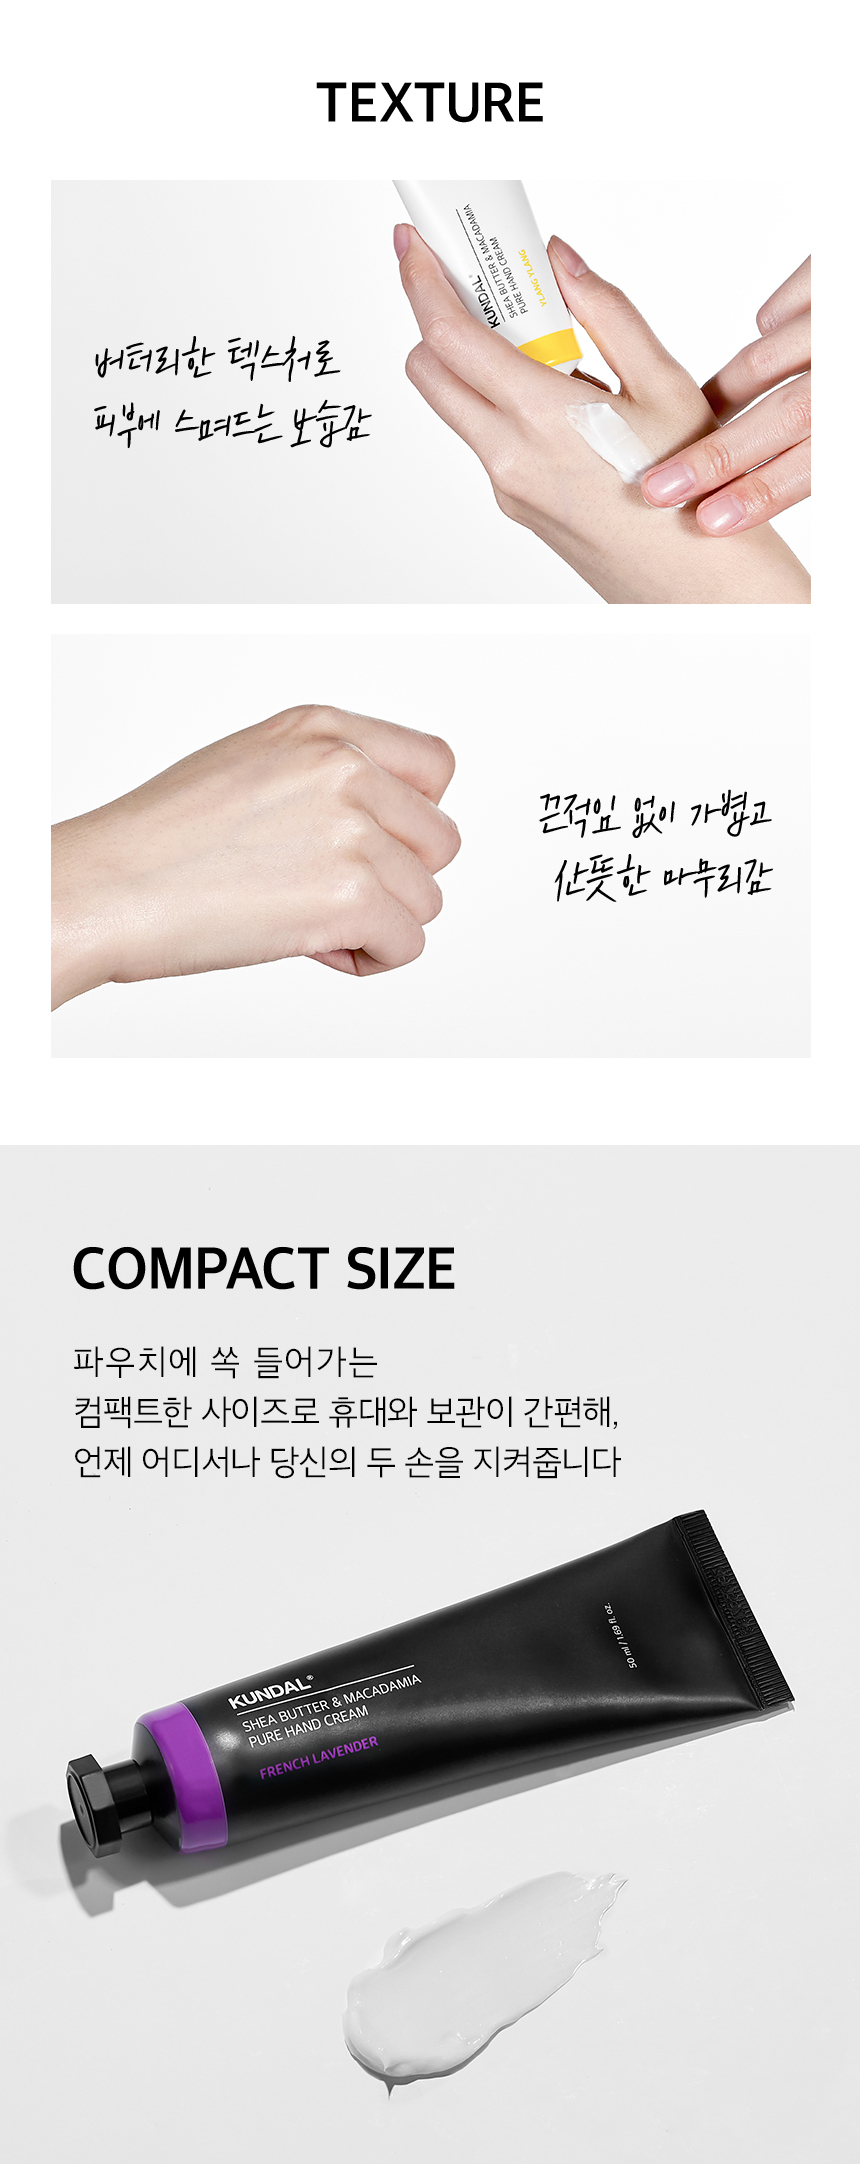 TEXTURE
KUNDAL®
SHEA BUTTER & MACADAMIA
PURE HAND CREAM
YLANG YLANG
버터리한 텍스처로
피부에 스며드는 보습감
끈적임 없이 가볍고
산뜻한 마무리감
COMPACT SIZE
파우치에 쏙 들어가는
컴팩트한 사이즈로 휴대와 보관이 간편해,
언제 어디서나 당신의 두 손을 지켜줍니다
50 ml / 1.69 fl. oz.
KUNDAL®
SHEA BUTTER & MACADAMIA
PURE HAND CREAM
FRENCH LAVENDER